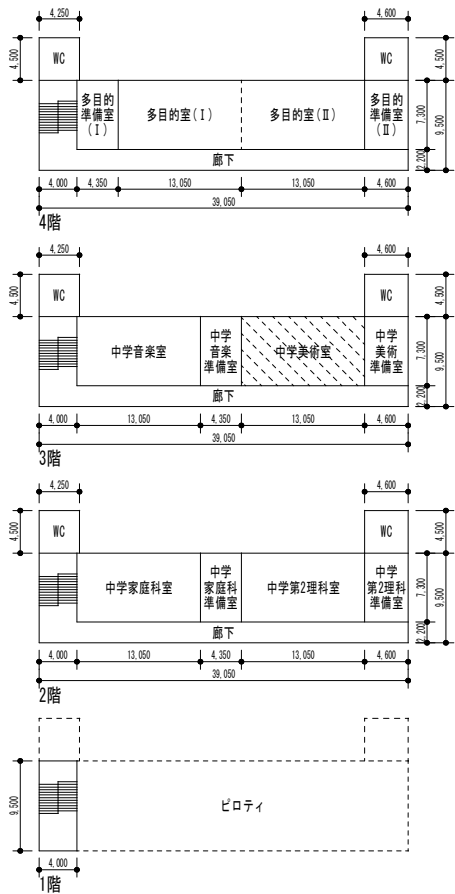 4,250
4,600
4,500
WC
WC
4,500
多目的
準備室
(Ⅰ)
多目的室(Ⅰ)
多目的室(Ⅱ)
多目的
準備室
(Ⅱ)
7,300
9,500
廊下
2,200
4,000
4,350
13,050
13,050
4,600
39,050
4階
4,250
4,600
4,500
WC
WC
4,500
中学音楽室
中学
音楽
準備室
中学美術室
中学
美術
準備室
7,300
9,500
廊下
2,200
4,000
13,050
4,350
13,050
4,600
39,050
3階
4,250
4,600
4,500
WC
WC
4,500
中学家庭科室
中学
家庭科
準備室
中学第2理科室
中学
第2理科
準備室
7,300
9,500
廊下
2,200
4,000
13,050
4,350
13,050
4,600
39,050
2階
9,500
ピロティ
4,000
1階